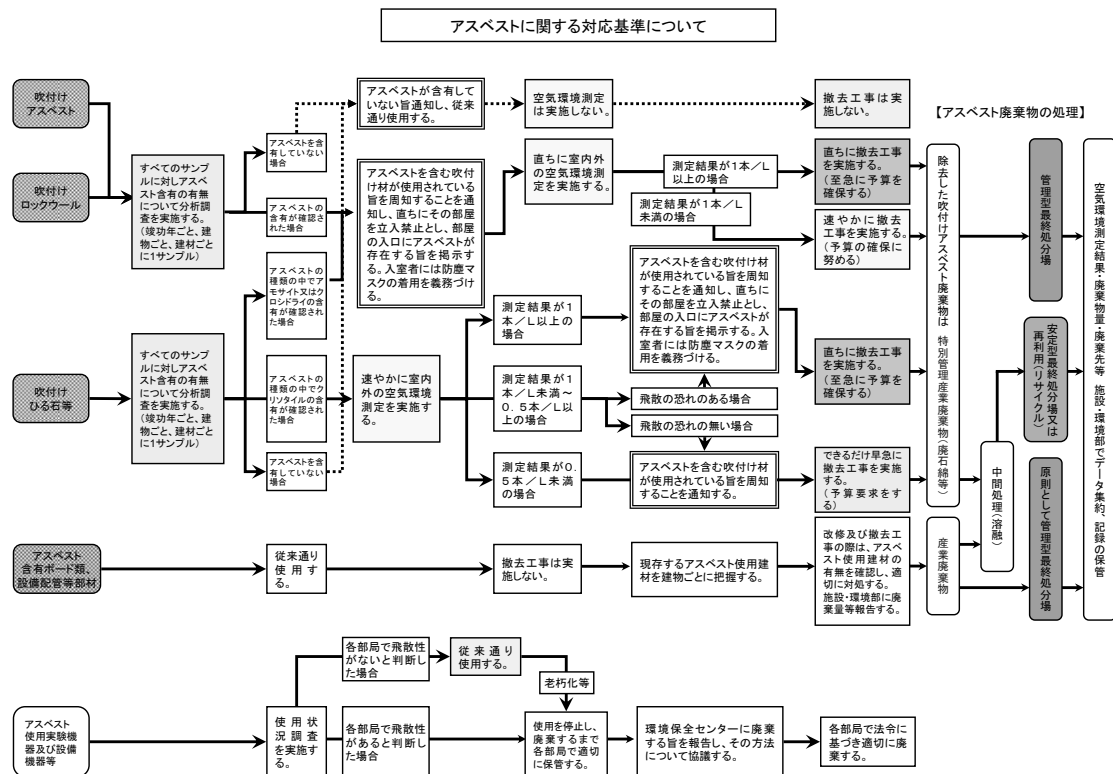 アスベストに関する対応基準について
吹付け
アスベスト
吹付け
ロックウール
すべてのサンプ
ルに対しアスベ
スト含有の有無
について分析調
査を実施する。
(竣功年ごと、建
物ごと、建材ごと
に1サンプル)
アスベストを含
有していない
場合
アスベストの
含有が確認さ
れた場合
アスベストの
種類の中でア
モサイト又はク
ロシドライの含
有が確認され
た場合
アスベストが含有して
いない旨通知し、従来
通り使用する。
空気環境測定
は実施しない。
撤去工事は
実施しない。
アスベストを含む吹付
け材が使用されている
旨を周知することを通
知し、直ちにその部屋
を立入禁止とし、部屋
の入口にアスベストが
存在する旨を掲示す
る。入室者には防塵マ
スクの着用を義務づけ
る。
直ちに室内外
の空気環境測
定を実施する。
測定結果が1本/L
以上の場合
測定結果が1本/L
未満の場合
直ちに撤去工事
を実施する。
(至急に予算を
確保する)
速やかに撤去
工事を実施す
る。
(予算の確保に
努める)
吹付け
ひる石等
すべてのサンプ
ルに対しアスベ
スト含有の有無
について分析調
査を実施する。
(竣功年ごと、建
物ごと、建材ごと
に1サンプル)
アスベストの
種類の中でク
リソタイルの含
有が確認され
た場合
アスベストを含
有していない
場合
速やかに室内
外の空気環境
測定を実施す
る。
測定結果が1
本/L以上の
場合
測定結果が1
本/L未満~
0.5本/L以
上の場合
測定結果が0.
5本/L未満
の場合
アスベストを含む吹付け材
が使用されている旨を周知
することを通知し、直ちに
その部屋を立入禁止とし、
部屋の入口にアスベストが
存在する旨を掲示する。入
室者には防塵マスクの着
用を義務づける。
飛散の恐れのある場合
飛散の恐れの無い場合
アスベストを含む吹付け材
が使用されている旨を周知
することを通知する。
直ちに撤去工事
を実施する。
(至急に予算を
確保する)
できるだけ早急に
撤去工事を実施
する。
(予算要求をす
る)
アスベスト
含有ボード類、
設備配管等部材
従来通り
使用す
る。
撤去工事は実
施しない。
現存するアスベスト使用建
材を建物ごとに把握する。
改修及び撤去工
事の際は、アスベ
スト使用建材の
有無を確認し、適
切に対処する。
施設・環境部に廃
棄量等報告する。
【アスベスト廃棄物の処理】
除去した吹付けアスベスト廃棄物は 特別管理産業廃棄物(廃石綿等)
産業廃棄物
中間処理(溶融)
管理型最終処分場
安定型最終処分場又は
再利用(リサイクル)
原則として管理型最終処分場
空気環境測定結果・廃棄物量・廃棄先等 施設・環境部でデータ集約、記録の保管
アスベスト
使用実験機
器及び設備
機器等
使用状
況調査
を実施す
る。
各部局で飛散性
がないと判断し
た場合
従来通り
使用する。
老朽化等
各部局で飛散性
があると判断し
た場合
使用を停止し、
廃棄するまで
各部局で適切
に保管する。
環境保全センターに廃棄
する旨を報告し、その方法
について協議する。
各部局で法令に
基づき適切に廃
棄する。